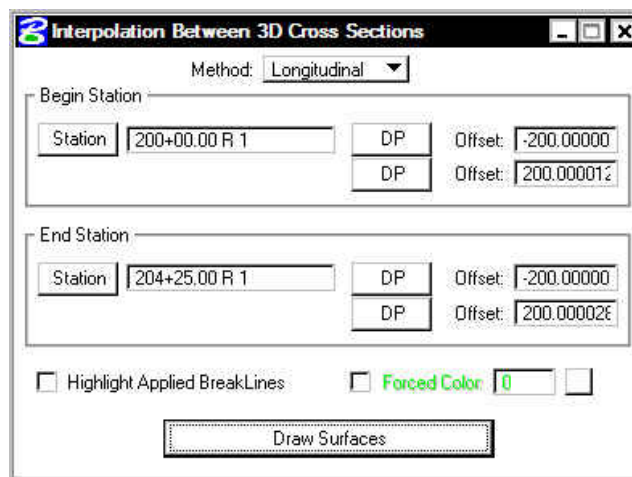 Interpolation Between 3D Cross Sections
Method: Longitudinal
Begin Station
Station 200+00.00 R 1 DP Offset: -200.00000
DP Offset: 200.000012
End Station
Station 204+25.00 R 1 DP Offset: -200.00000
DP Offset: 200.000028
Highlight Applied BreakLines Forced Color: 0
Draw Surfaces